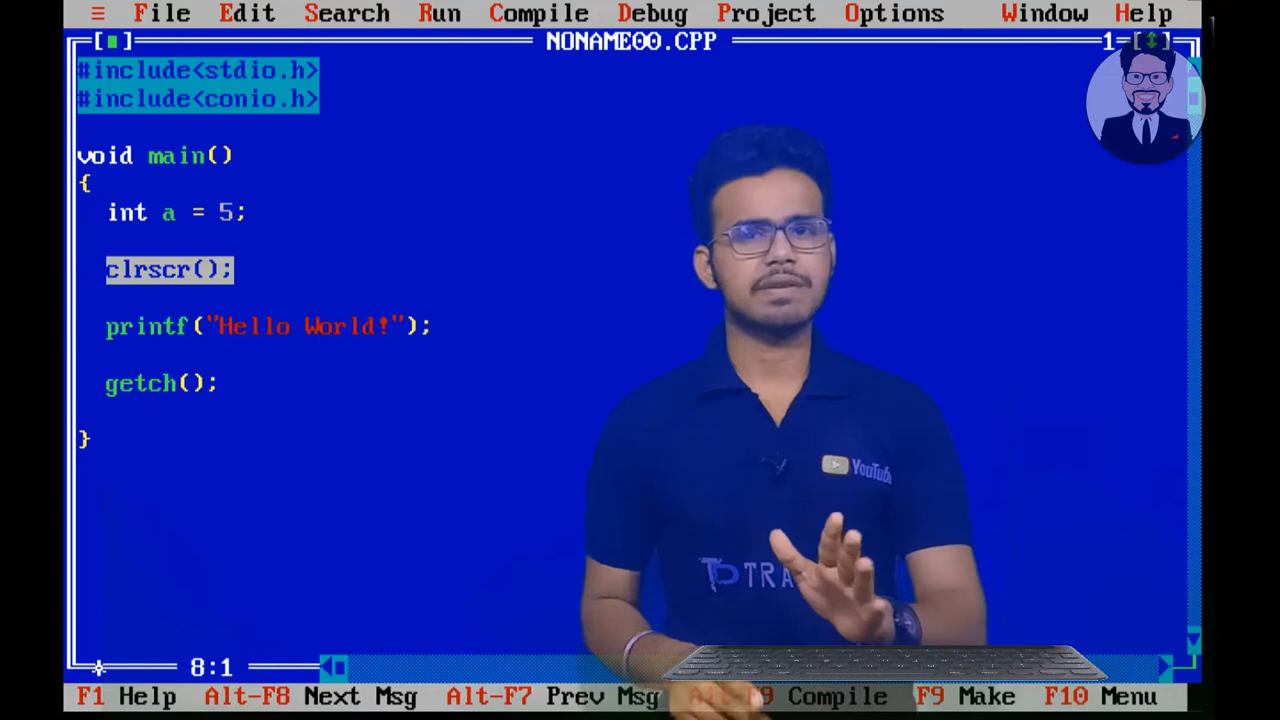 ≡ File Edit Search Run Compile Debug Project Options Window Help
[■] NONAME00.CPP 1=[↕]
#include<stdio.h>
#include<conio.h>
void main()
{
int a = 5;
clrscr();
printf("Hello World!");
getch();
}
YouTube
8:1
F1 Help Alt-F8 Next Msg Alt-F7 Prev Msg Alt-F9 Compile F9 Make F10 Menu